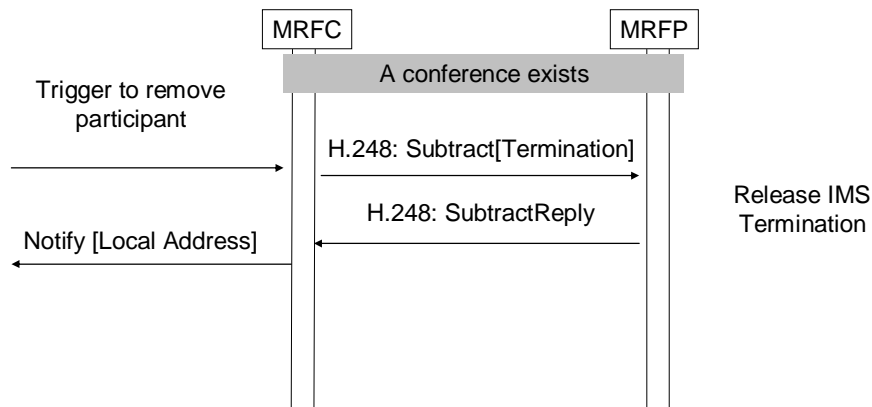 MRFC
MRFP
A conference exists
Trigger to remove
participant
H.248: Subtract[Termination]
H.248: SubtractReply
Release IMS
Termination
Notify [Local Address]